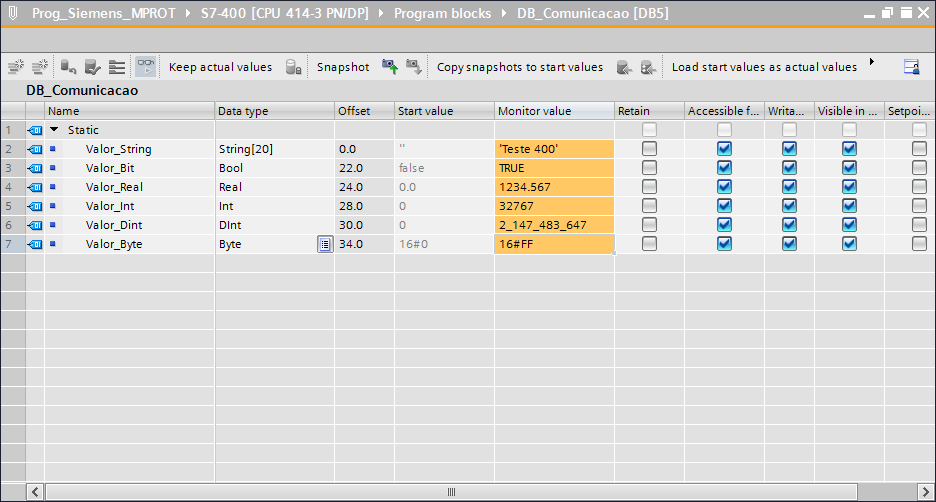 Prog_Siemens_MPROT ▸ S7-400 [CPU 414-3 PN/DP] ▸ Program blocks ▸ DB_Comunicacao [DB5]
Keep actual values Snapshot Copy snapshots to start values Load start values as actual values
DB_Comunicacao
Name Data type Offset Start value Monitor value Retain Accessible f... Writa... Visible in ... Setpoi...
1 Static
2 Valor_String String[20] 0.0 '' 'Teste 400'
3 Valor_Bit Bool 22.0 false TRUE
4 Valor_Real Real 24.0 0.0 1234.567
5 Valor_Int Int 28.0 0 32767
6 Valor_Dint DInt 30.0 0 2_147_483_647
7 Valor_Byte Byte 34.0 16#0 16#FF